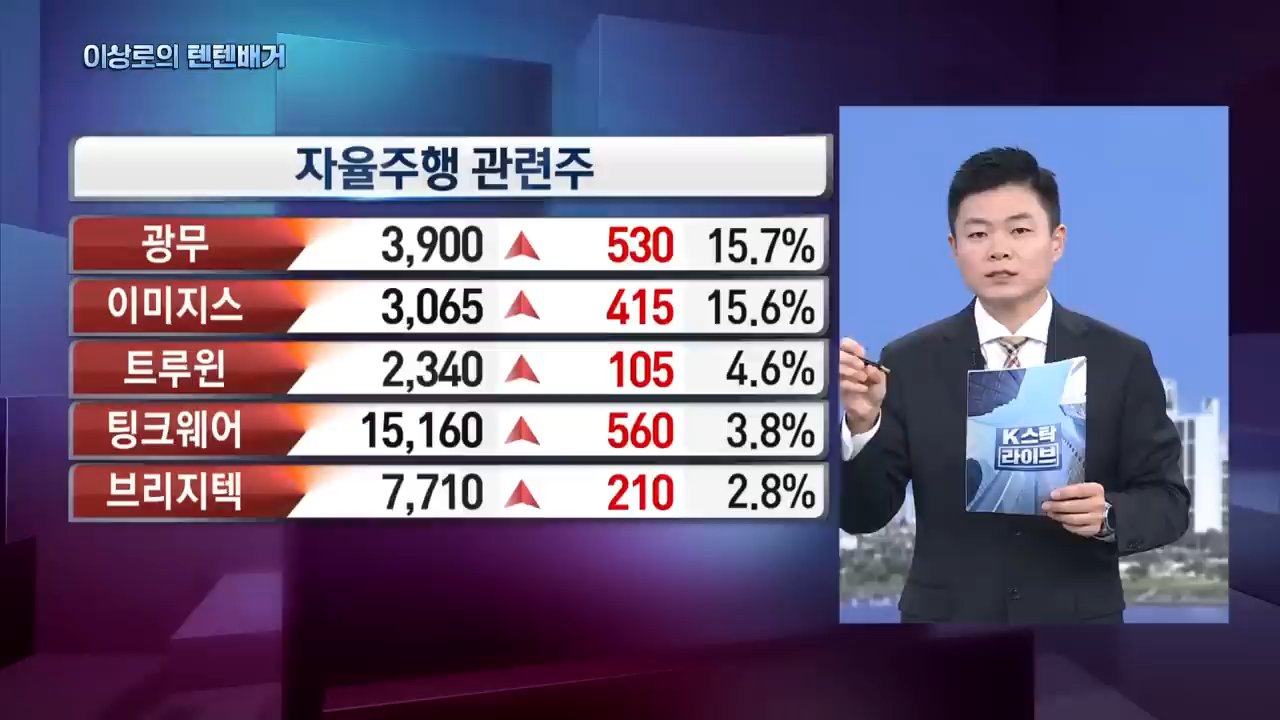 이상로의 텐텐배거
자율주행 관련주
광무 3,900 ▲ 530 15.7%
이미지스 3,065 ▲ 415 15.6%
트루윈 2,340 ▲ 105 4.6%
팅크웨어 15,160 ▲ 560 3.8%
브리지텍 7,710 ▲ 210 2.8%
K스탁
라이브